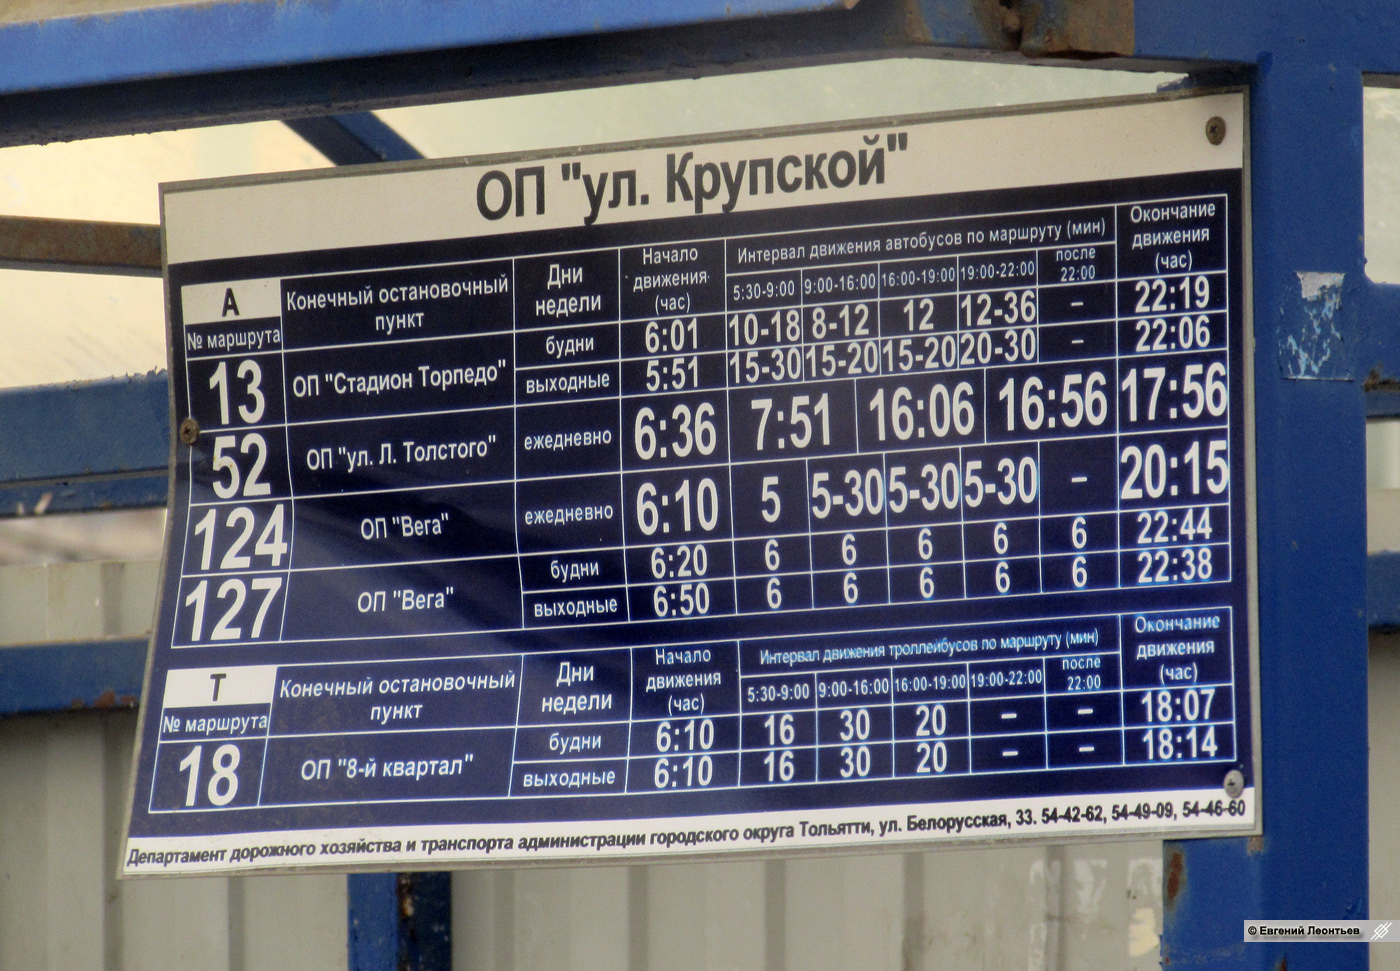 ОП "ул. Крупской"
А
№ маршрута
Конечный остановочный
пункт
Дни
недели
Начало
движения
(час)
Интервал движения автобусов по маршруту (мин)
5:30-9:00 9:00-16:00 16:00-19:00 19:00-22:00 после
22:00
Окончание
движения
(час)
13 ОП "Стадион Торпедо"
будни 6:01 10-18 8-12 12 12-36 – 22:19
выходные 5:51 15-30 15-20 15-20 20-30 – 22:06
52 ОП "ул. Л. Толстого" ежедневно 6:36 7:51 16:06 16:56 17:56
124 ОП "Вега" ежедневно 6:10 5 5-30 5-30 5-30 – 20:15
127 ОП "Вега"
будни 6:20 6 6 6 6 6 22:44
выходные 6:50 6 6 6 6 6 22:38
Т
№ маршрута
Конечный остановочный
пункт
Дни
недели
Начало
движения
(час)
Интервал движения троллейбусов по маршруту (мин)
5:30-9:00 9:00-16:00 16:00-19:00 19:00-22:00 после
22:00
Окончание
движения
(час)
18 ОП "8-й квартал"
будни 6:10 16 30 20 – – 18:07
выходные 6:10 16 30 20 – – 18:14
Департамент дорожного хозяйства и транспорта администрации городского округа Тольятти, ул. Белорусская, 33. 54-42-62, 54-49-09, 54-46-60
© Евгений Леонтьев